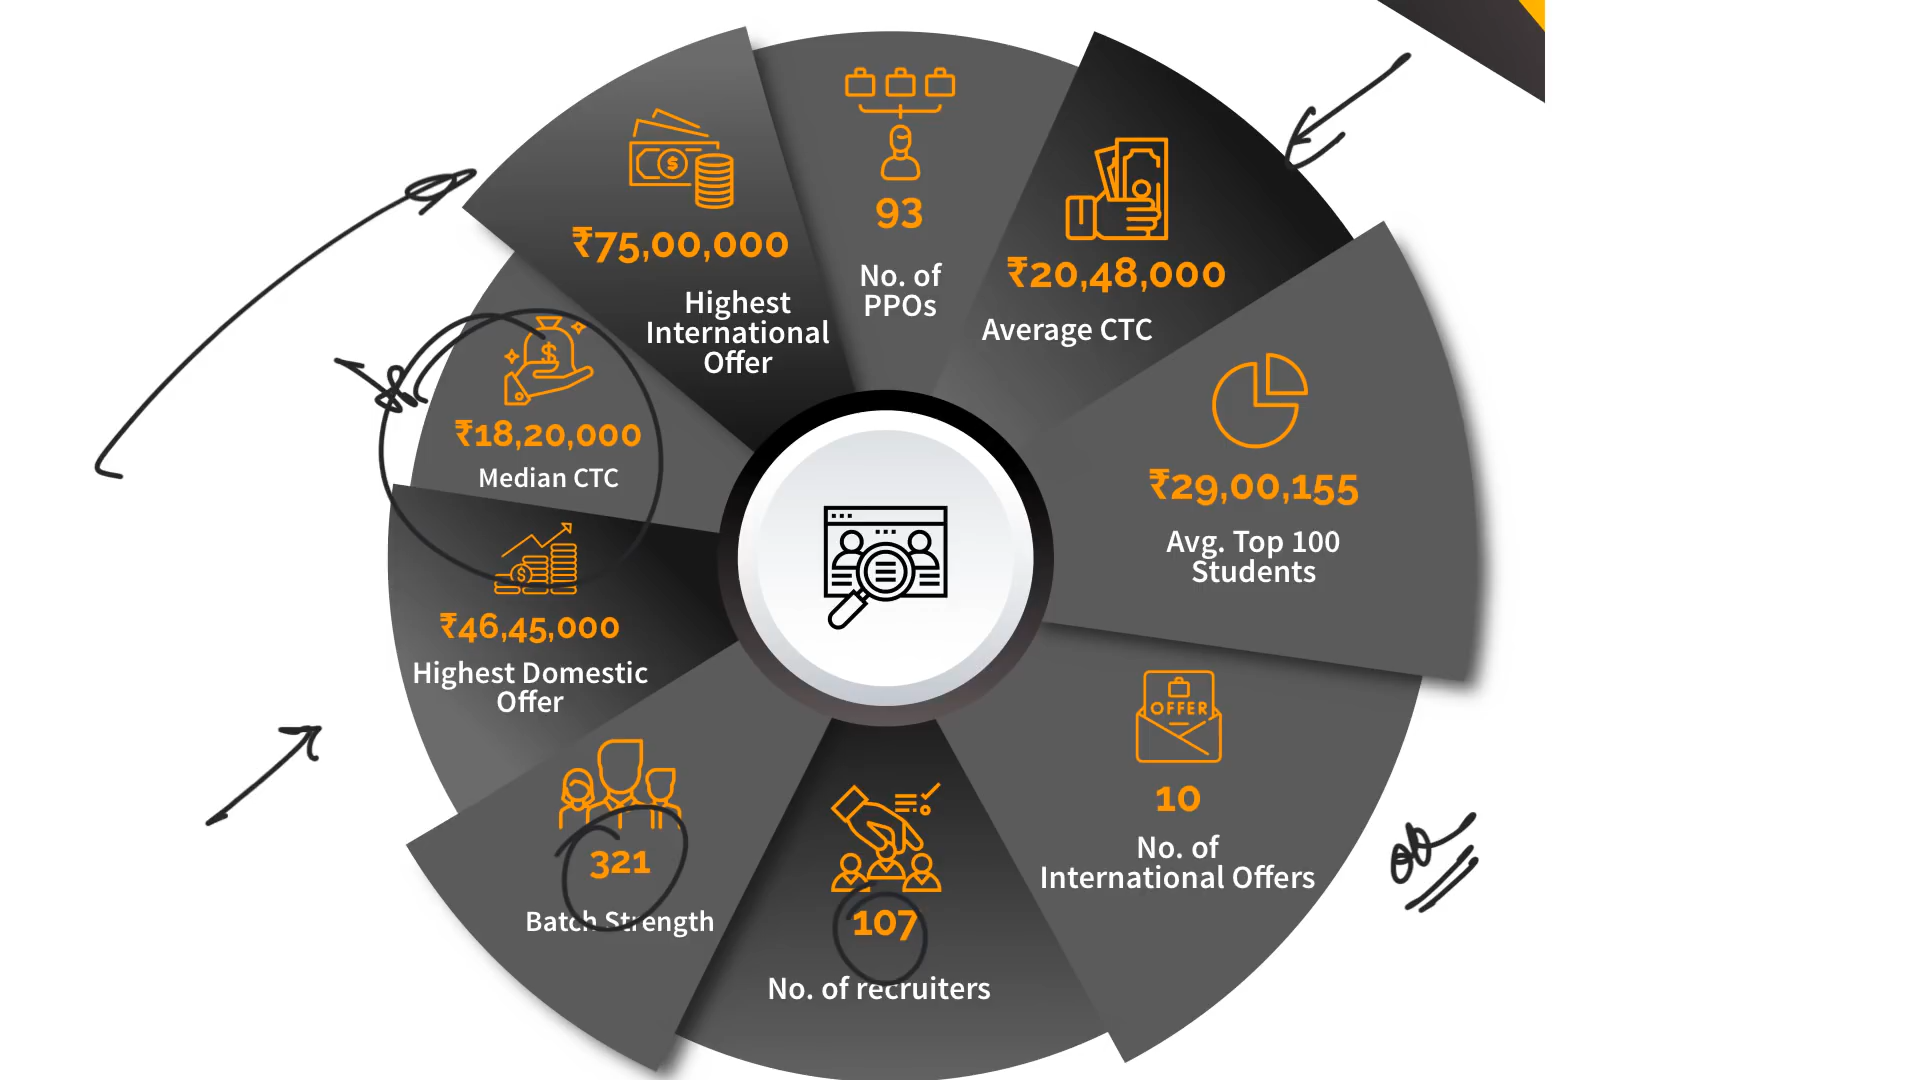 93
No. of
PPOs
₹20,48,000
Average CTC
₹29,00,155
Avg. Top 100
Students
OFFER
10
No. of
International Offers
107
No. of recruiters
321
Batch Strength
₹46,45,000
Highest Domestic
Offer
₹18,20,000
Median CTC
₹75,00,000
Highest
International
Offer